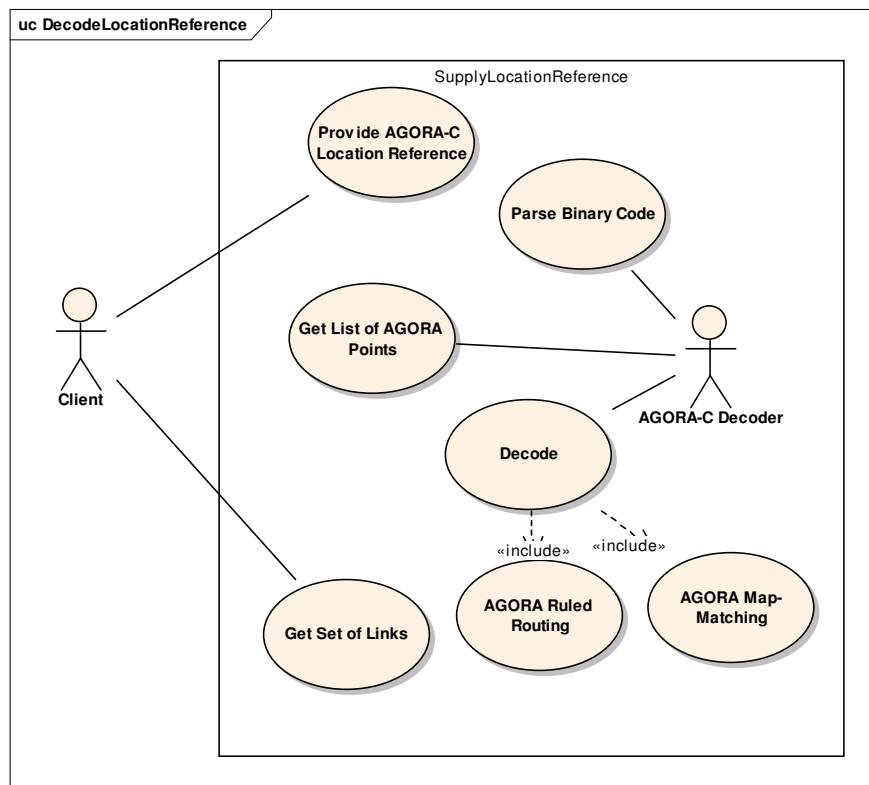 uc DecodeLocationReference
SupplyLocationReference
Provide AGORA-C
Location Reference
Parse Binary Code
Get List of AGORA
Points
Client
AGORA-C Decoder
Decode
«include»
«include»
AGORA Ruled
Routing
AGORA Map-
Matching
Get Set of Links